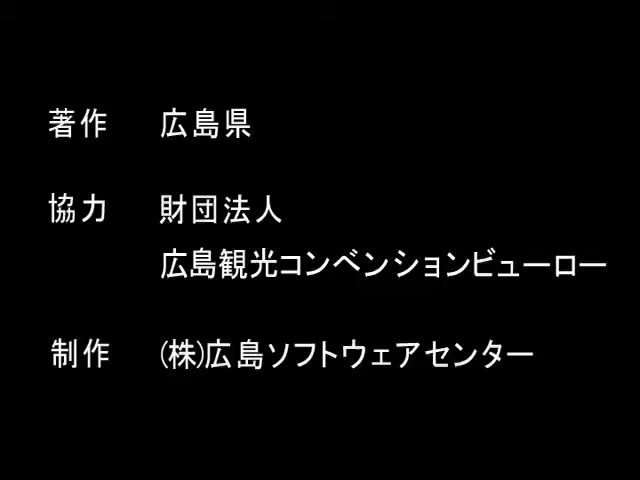 著作 広島県
協力 財団法人
広島観光コンベンションビューロー
制作 (株)広島ソフトウェアセンター